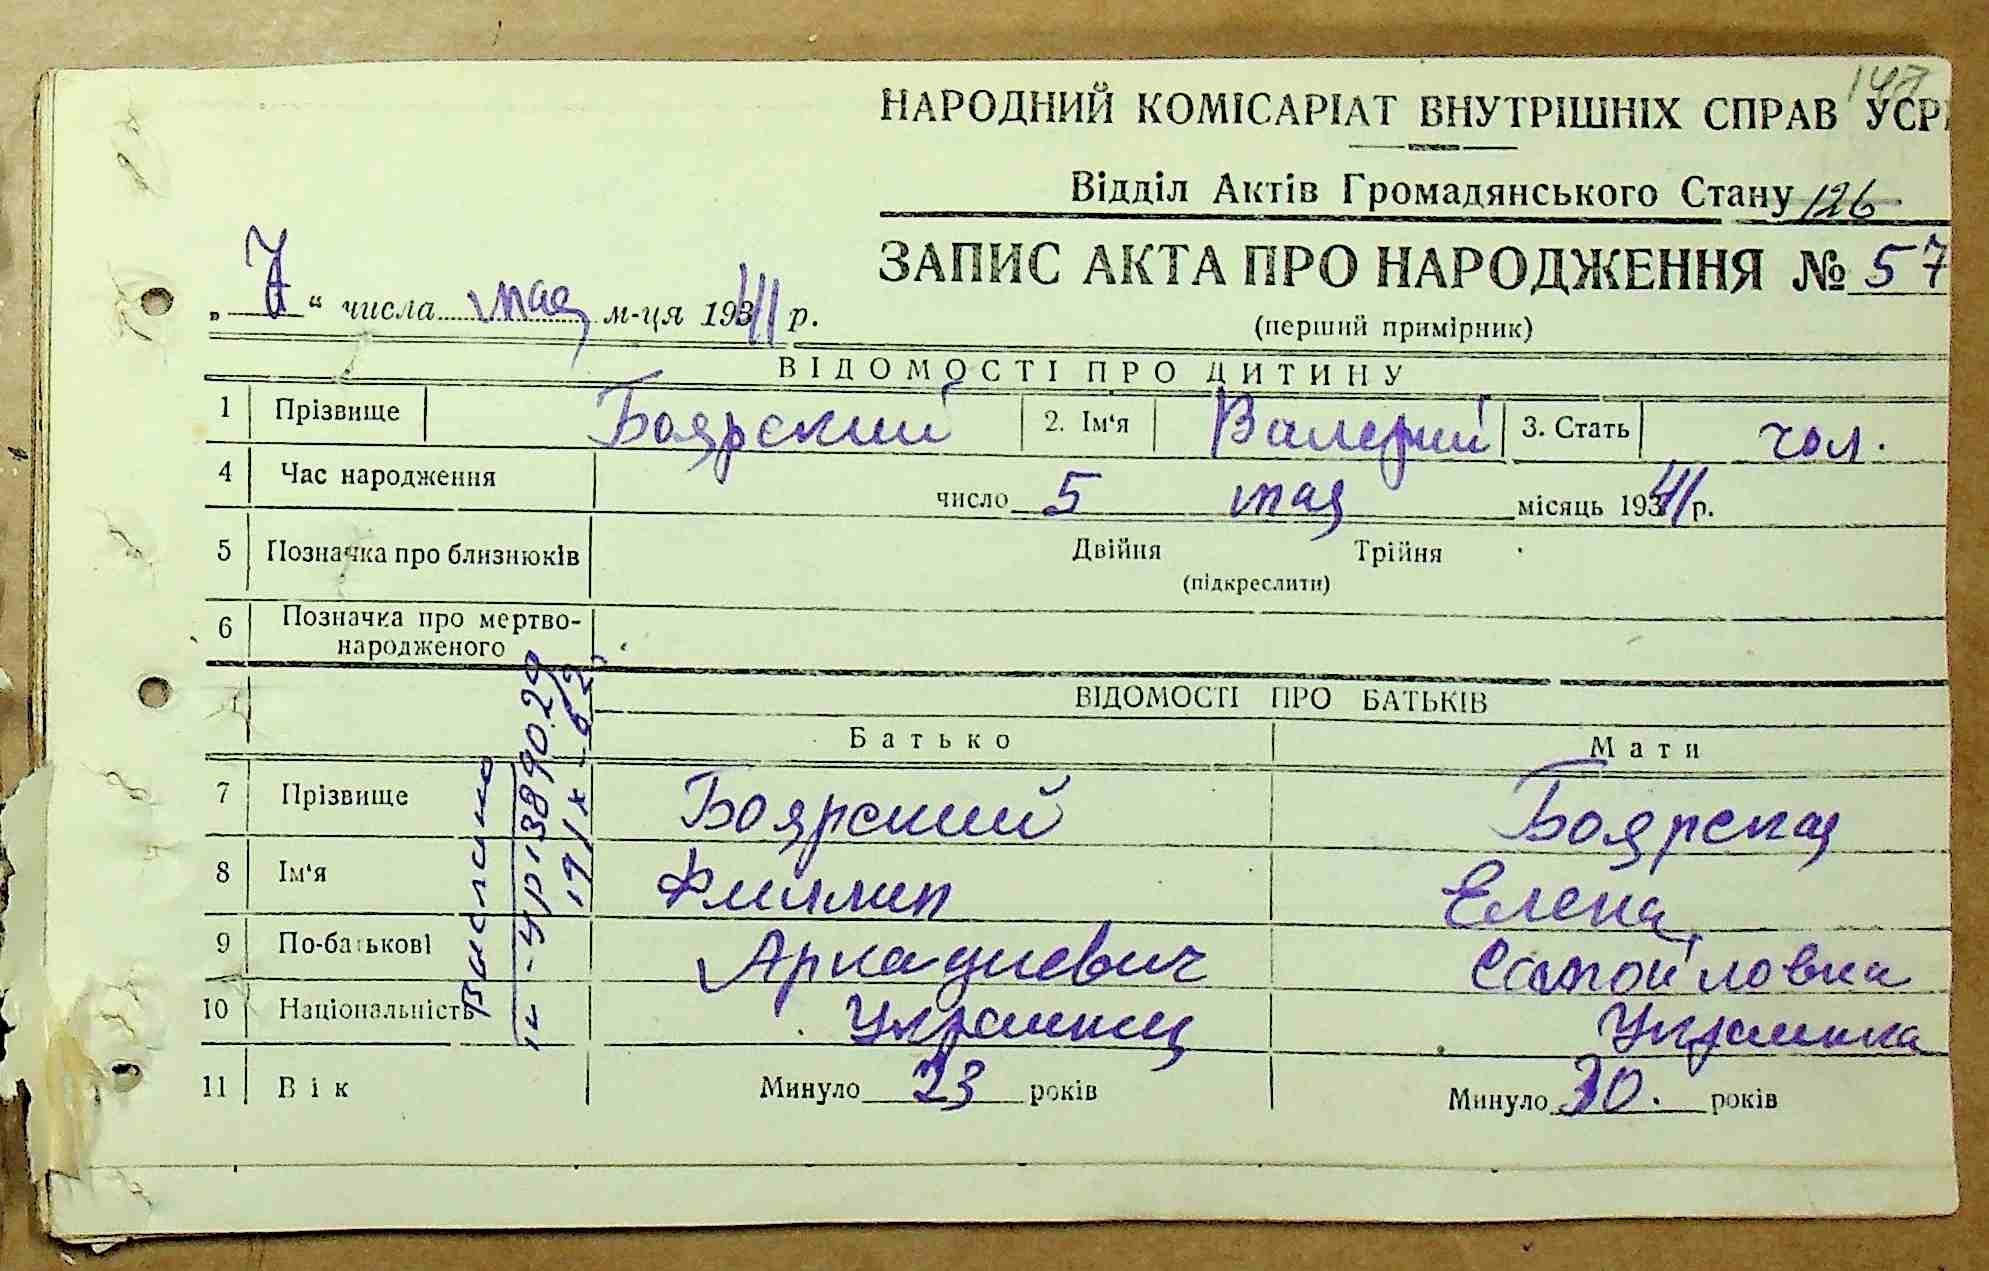 147
НАРОДНИЙ КОМІСАРІАТ ВНУТРІШНІХ СПРАВ УСР
Відділ Актів Громадянського Стану 126
ЗАПИС АКТА ПРО НАРОДЖЕННЯ № 57
„ 7 “ числа мая м-ця 1941 р.
(перший примірник)
ВІДОМОСТІ ПРО ДИТИНУ
1 Прізвище Боярский 2. Ім‘я Валерий 3. Стать чол.
4 Час народження число 5 мая місяць 1941 р.
5 Позначка про близнюків Двійня Трійня
(підкреслити)
6 Позначка про мертво-
народженого
ВІДОМОСТІ ПРО БАТЬКІВ
Батько Мати
7 Прізвище Боярский Боярская
8 Ім‘я Филлип Елена
9 По-батькові Аркадиевич Самойловна
10 Національність Украинец Украинка
11 Вік Минуло 23 років Минуло 30. років